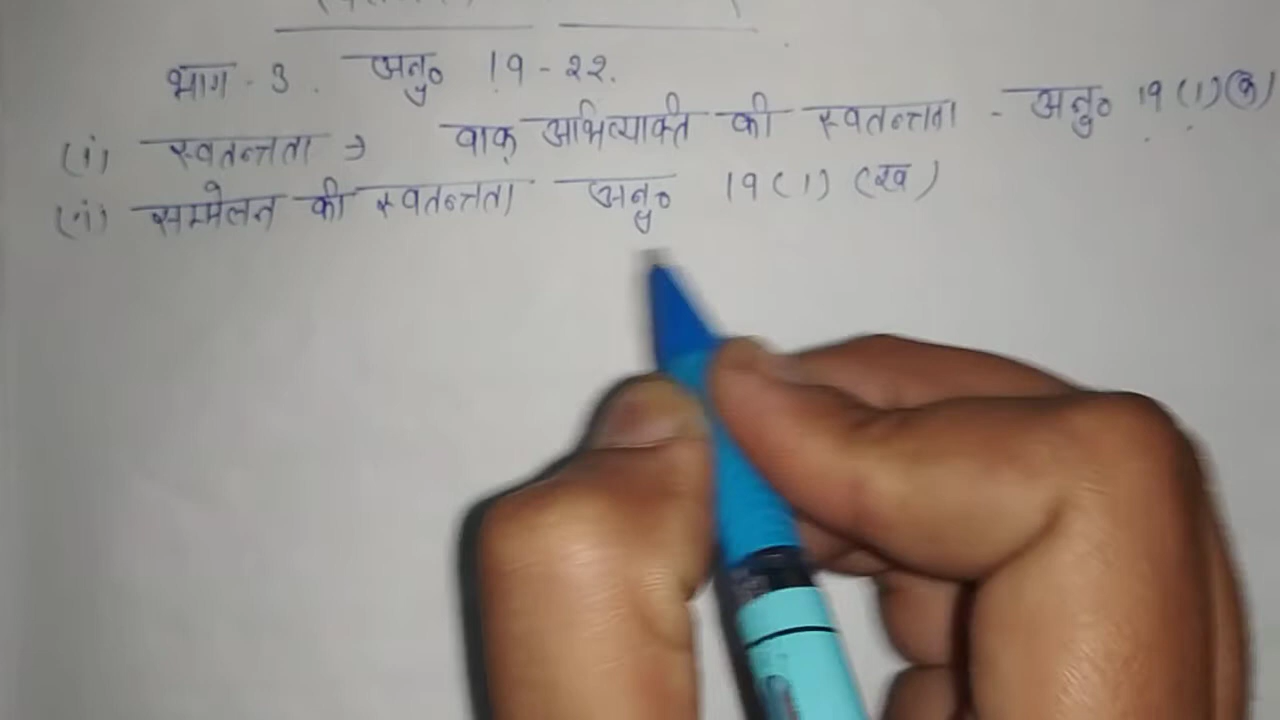 भाग - 3. अनु० 19 - २२.
(i) स्वतन्त्रता ⇒ वाक् अभिव्यक्ति की स्वतन्त्रता - अनु० 19 (1) (क)
(ii) सम्मेलन की स्वतन्त्रता अनु० 19 (1) (ख)